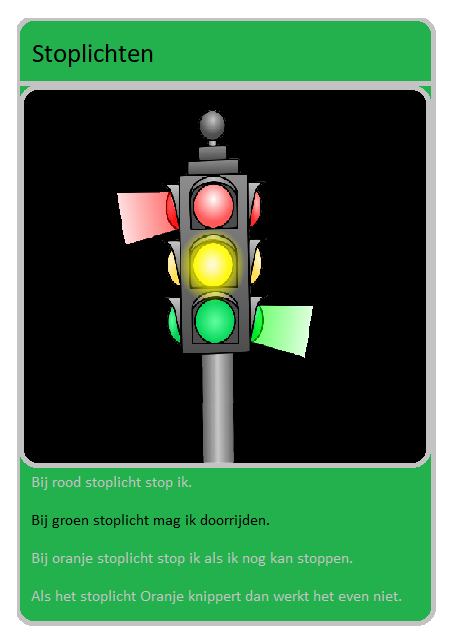 Stoplichten
Bij rood stoplicht stop ik.
Bij groen stoplicht mag ik doorrijden.
Bij oranje stoplicht stop ik als ik nog kan stoppen.
Als het stoplicht Oranje knippert dan werkt het even niet.